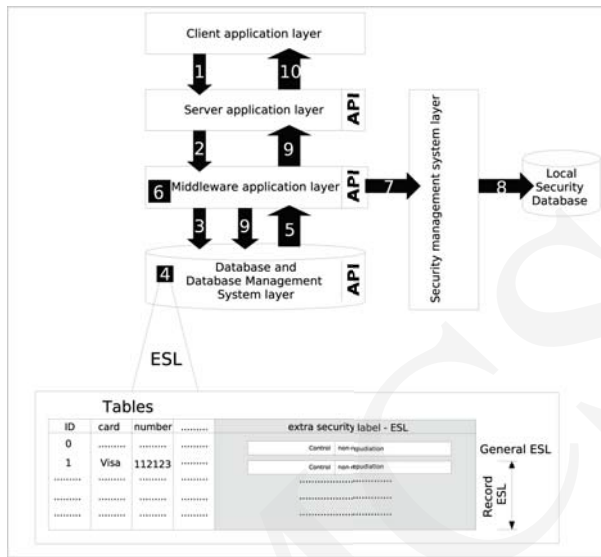 Client application layer
1
10
Server application layer
API
2
9
Middleware application layer
6
API
7
Security management system layer
8
Local
Security
Database
3
9
5
4
Database and
Database Management
System layer
API
ESL
Tables
ID card number ......... extra security label - ESL
0 ......... .........
Control non-repudiation
General ESL
1 Visa 112123
Control non-repudiation
Record
ESL